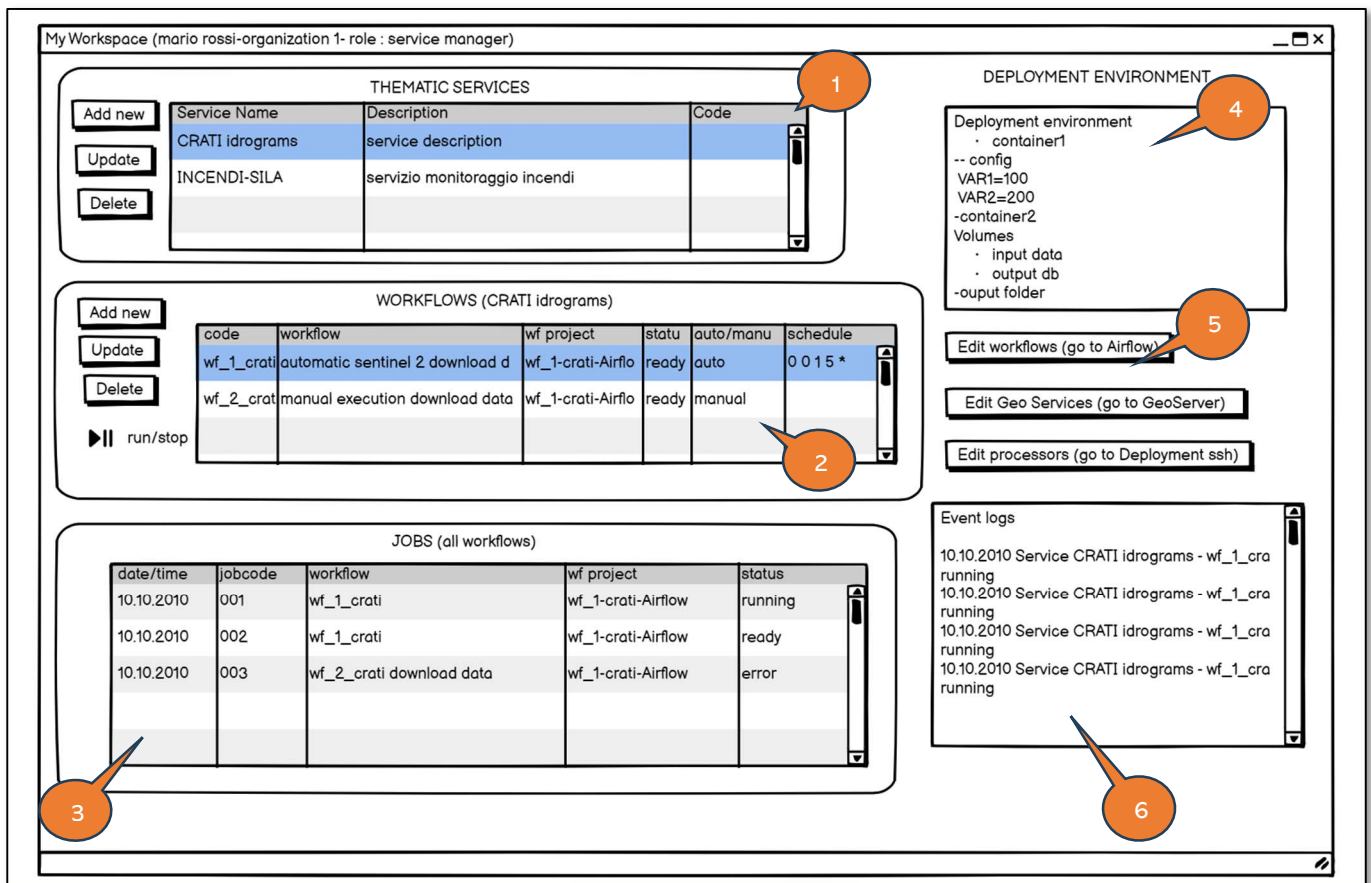 My Workspace (mario rossi-organization 1- role : service manager)
THEMATIC SERVICES
1
Add new
Update
Delete
Service Name Description Code
CRATI idrograms service description
INCENDI-SILA servizio monitoraggio incendi
WORKFLOWS (CRATI idrograms)
Add new
Update
Delete
run/stop
code workflow wf project statu auto/manu schedule
wf_1_crati automatic sentinel 2 download d wf_1-crati-Airflo ready auto 0 0 15 *
wf_2_crat manual execution download data wf_1-crati-Airflo ready manual
2
JOBS (all workflows)
date/time jobcode workflow wf project status
10.10.2010 001 wf_1_crati wf_1-crati-Airflow running
10.10.2010 002 wf_1_crati wf_1-crati-Airflow ready
10.10.2010 003 wf_2_crati download data wf_1-crati-Airflow error
3
DEPLOYMENT ENVIRONMENT
4
Deployment environment
· container1
-- config
VAR1=100
VAR2=200
-container2
Volumes
· input data
· output db
-ouput folder
5
Edit workflows (go to Airflow)
Edit Geo Services (go to GeoServer)
Edit processors (go to Deployment ssh)
Event logs
10.10.2010 Service CRATI idrograms - wf_1_cra
running
10.10.2010 Service CRATI idrograms - wf_1_cra
running
10.10.2010 Service CRATI idrograms - wf_1_cra
running
10.10.2010 Service CRATI idrograms - wf_1_cra
running
6